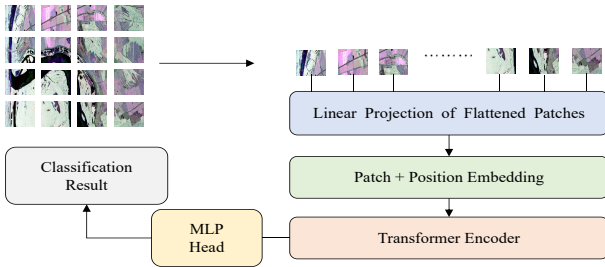 Linear Projection of Flattened Patches
Patch + Position Embedding
Transformer Encoder
MLP
Head
Classification
Result